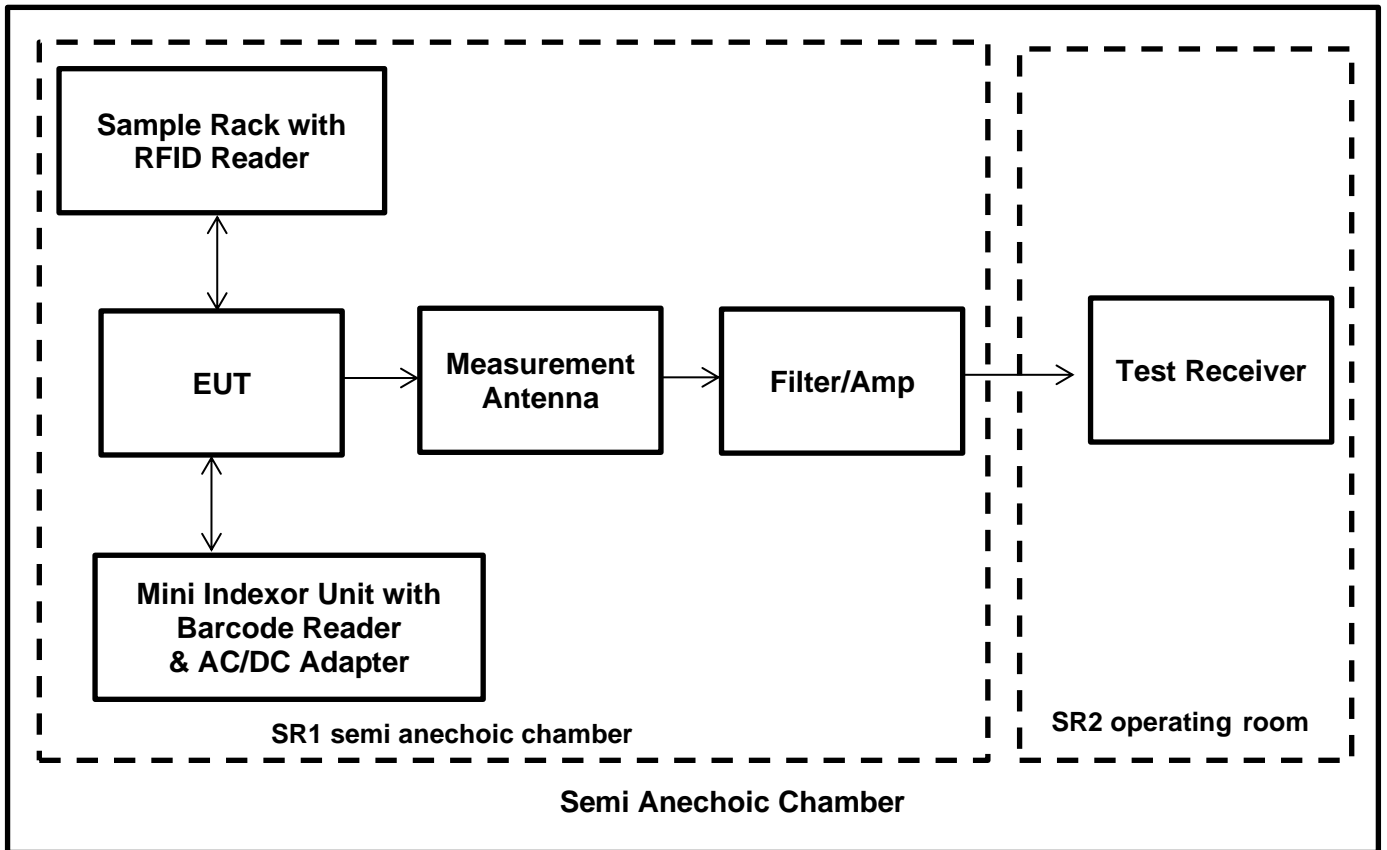 Sample Rack with
RFID Reader
EUT
Measurement
Antenna
Filter/Amp
Test Receiver
Mini Indexor Unit with
Barcode Reader
& AC/DC Adapter
SR1 semi anechoic chamber
SR2 operating room
Semi Anechoic Chamber